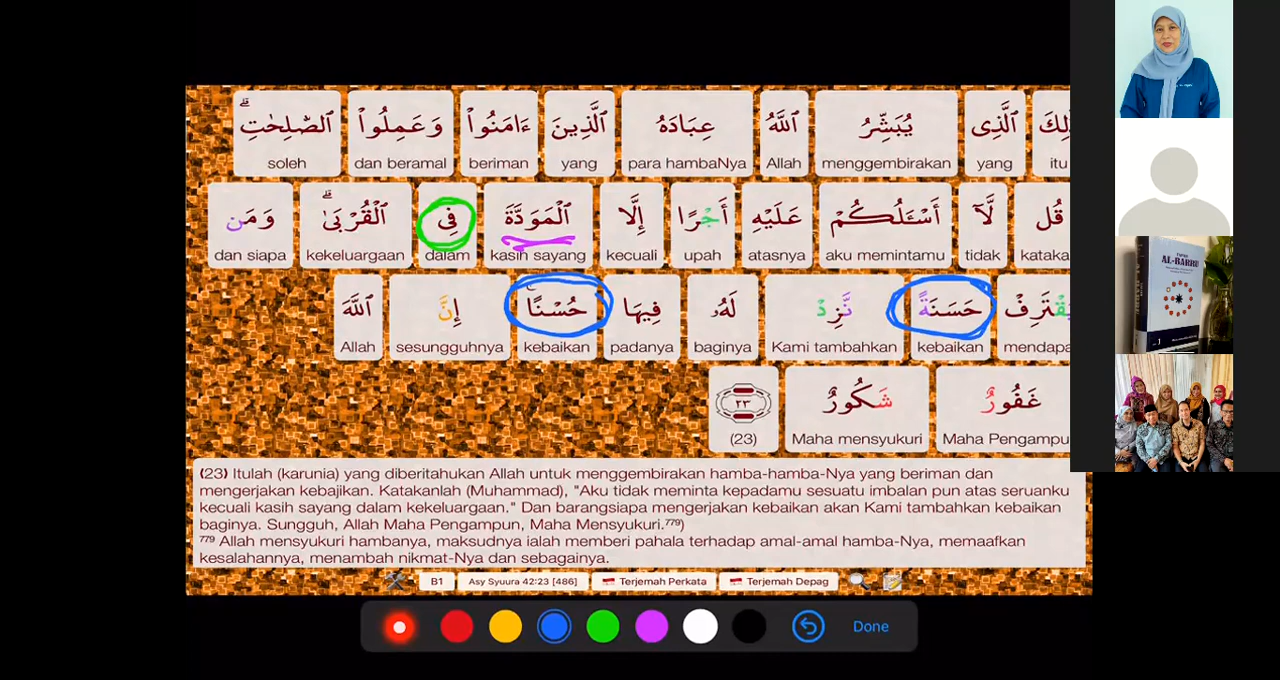 ٱلَّذِى يُبَشِّرُ ٱللَّهُ عِبَادَهُ ٱلَّذِينَ ءَامَنُوا۟ وَعَمِلُوا۟ ٱلصَّٰلِحَٰتِ ۗ
itu yang menggembirakan Allah para hambaNya yang beriman dan beramal soleh
قُل لَّآ أَسْـَٔلُكُمْ عَلَيْهِ أَجْرًا إِلَّا ٱلْمَوَدَّةَ فِى ٱلْقُرْبَىٰ ۗ وَمَن
tidak aku memintamu atasnya upah kecuali kasih sayang dalam kekeluargaan dan siapa
حَسَنَةً نَّزِدْ لَهُۥ فِيهَا حُسْنًا إِنَّ ٱللَّهَ
kebaikan Kami tambahkan baginya padanya kebaikan sesungguhnya Allah
غَفُورٌ شَكُورٌ ٢٣
Maha Pengampu Maha mensyukuri (23)
(23) Itulah (karunia) yang diberitahukan Allah untuk menggembirakan hamba-hamba-Nya yang beriman dan
mengerjakan kebajikan. Katakanlah (Muhammad), "Aku tidak meminta kepadamu sesuatu imbalan pun atas seruanku
kecuali kasih sayang dalam kekeluargaan." Dan barangsiapa mengerjakan kebaikan akan Kami tambahkan kebaikan
baginya. Sungguh, Allah Maha Pengampun, Maha Mensyukuri.⁷⁷⁹)
⁷⁷⁹ Allah mensyukuri hambanya, maksudnya ialah memberi pahala terhadap amal-amal hamba-Nya, memaafkan
kesalahannya, menambah nikmat-Nya dan sebagainya.
B1 Asy Syuura 42:23 [486] Terjemah Perkata Terjemah Depag
Done
AL-BARRU